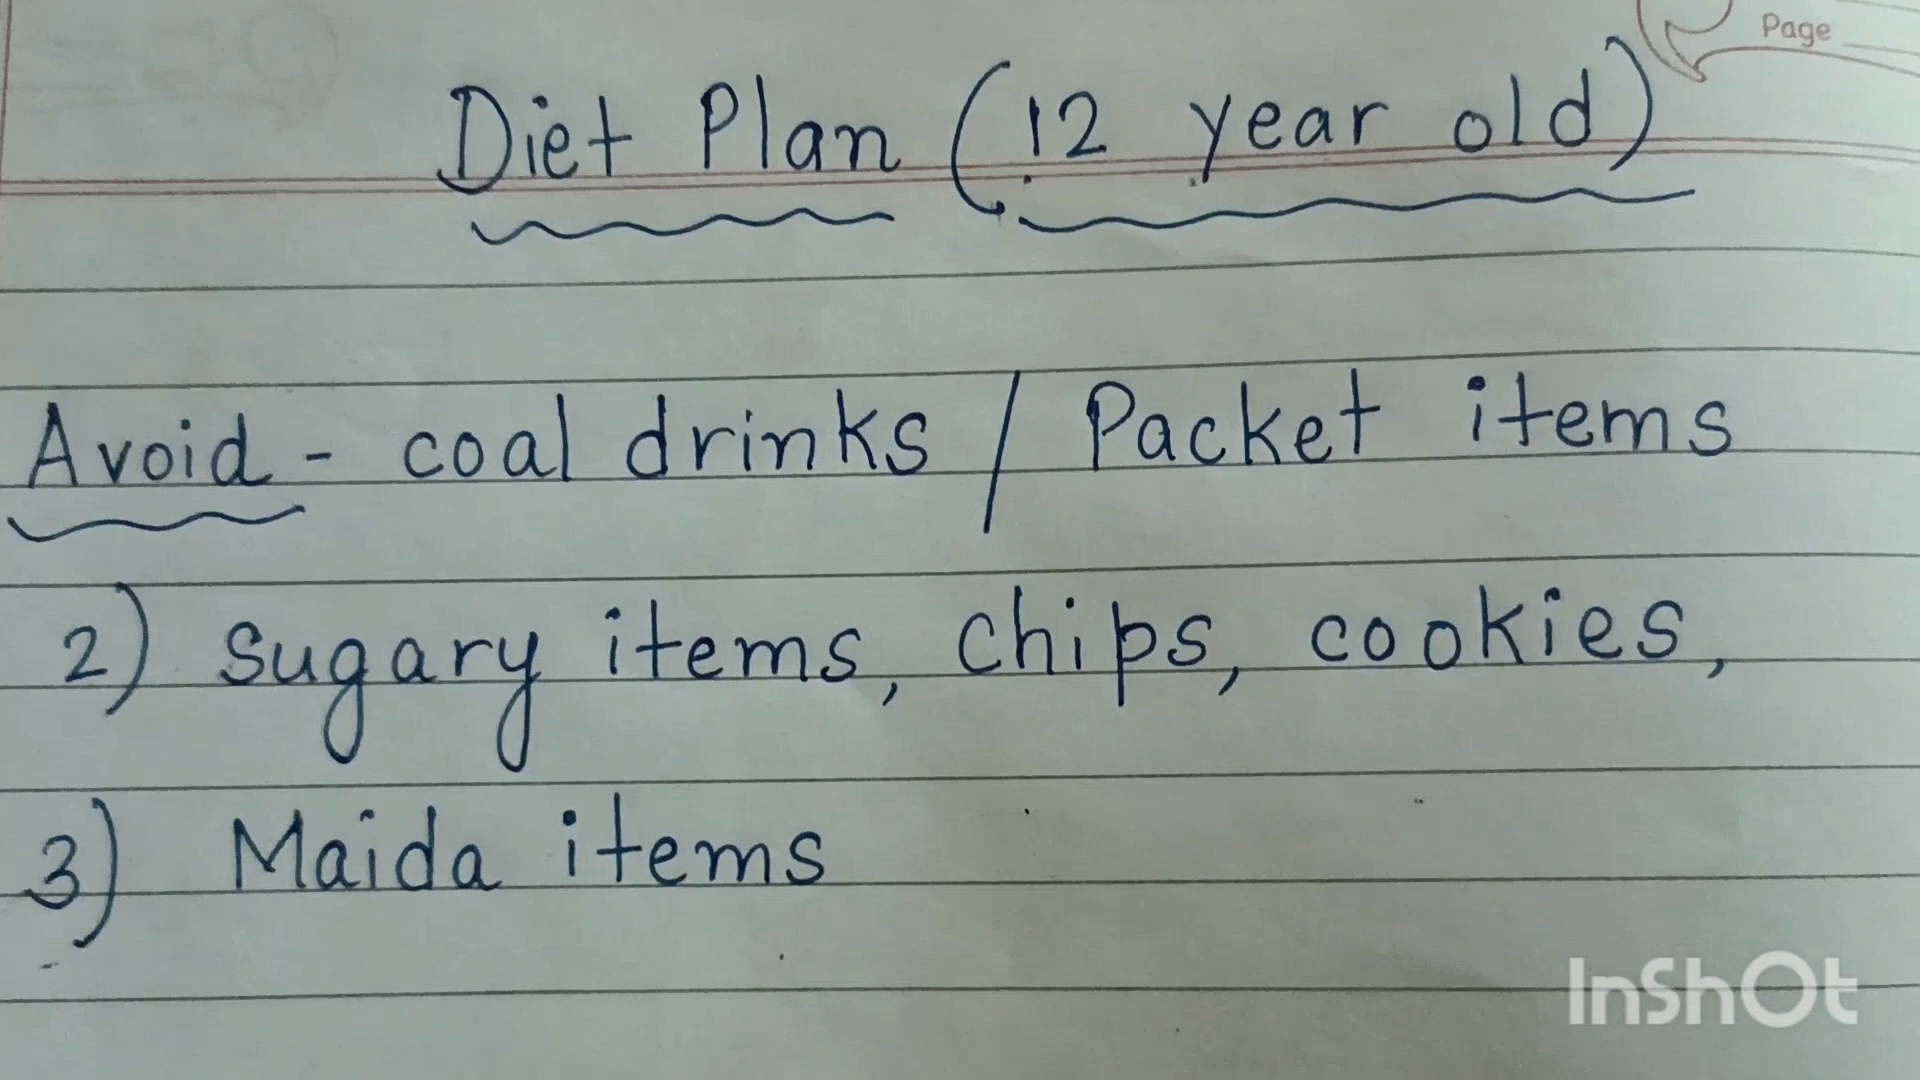 Page
Diet Plan (12 year old)
Avoid - coal drinks / Packet items
2) sugary items, chips, cookies,
3) Maida items
InShOt